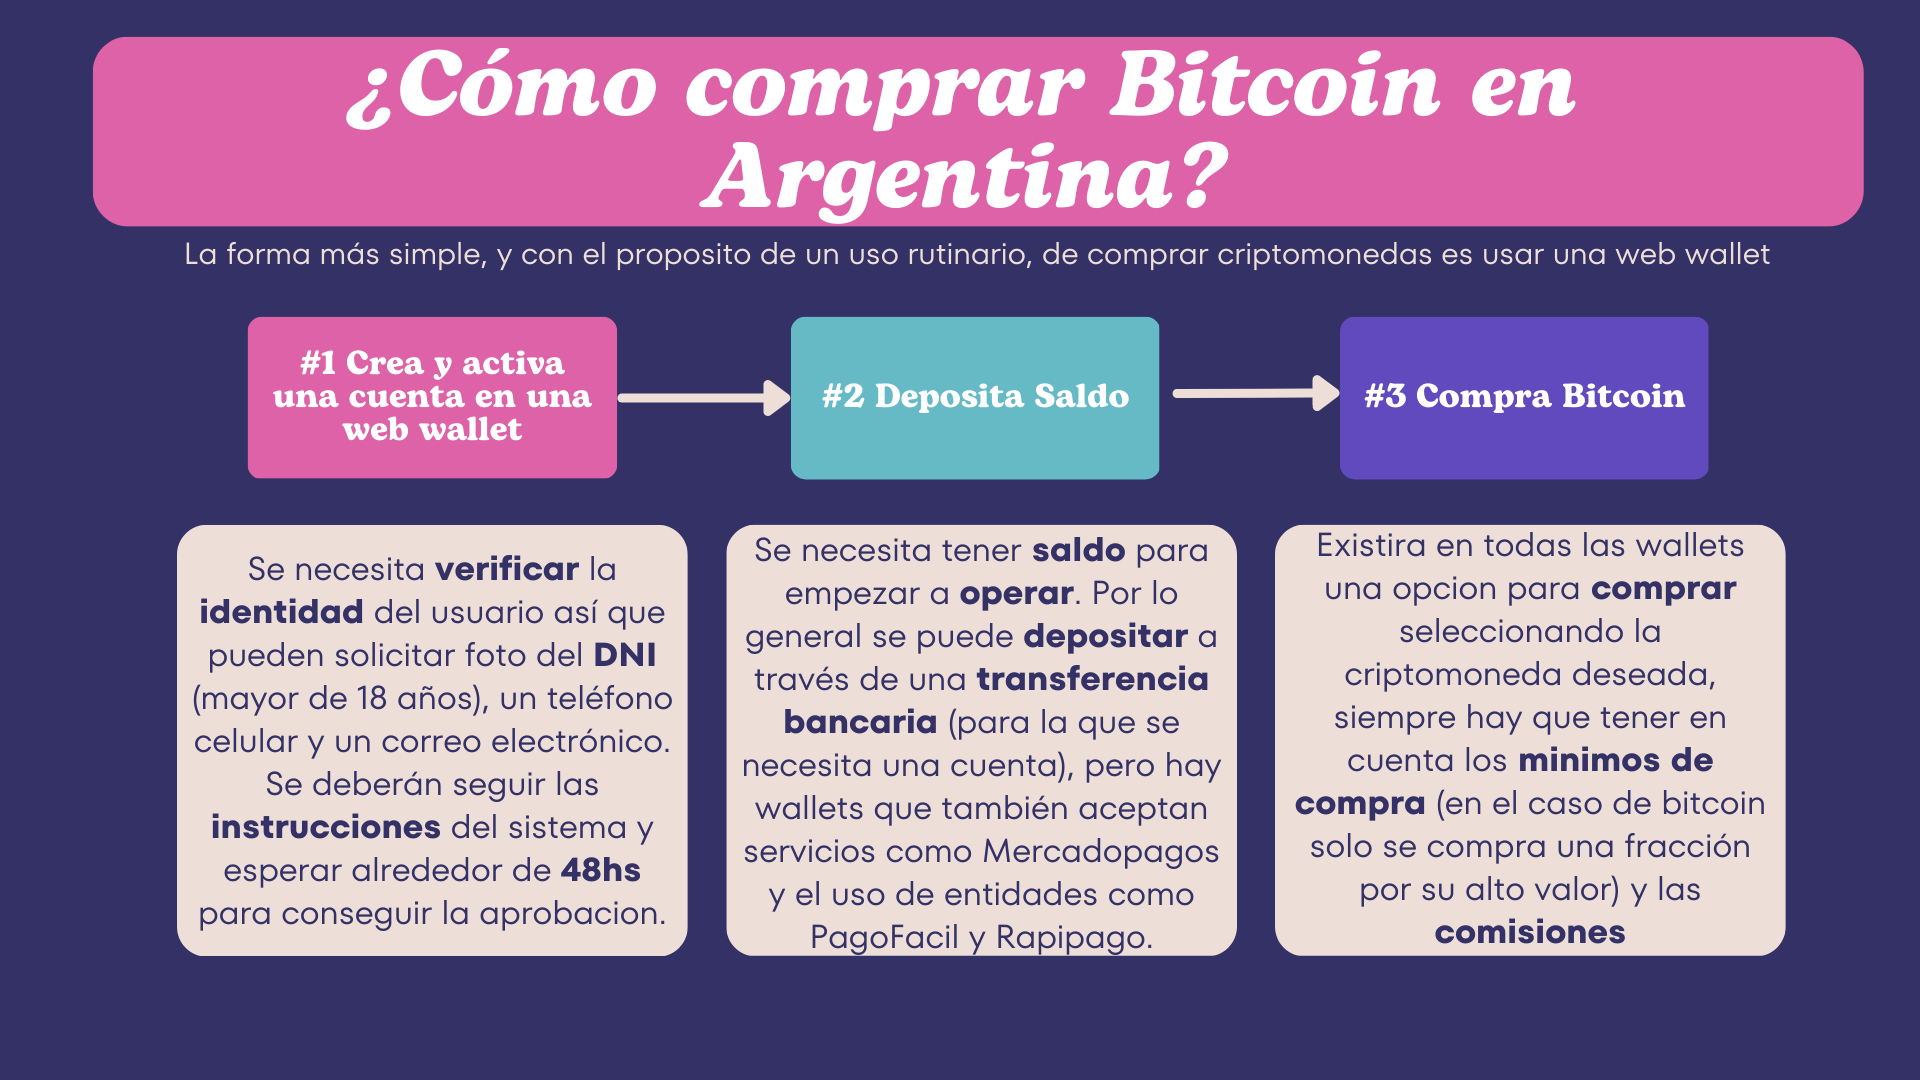 ¿Cómo comprar Bitcoin en
Argentina?
La forma más simple, y con el proposito de un uso rutinario, de comprar criptomonedas es usar una web wallet
#1 Crea y activa
una cuenta en una
web wallet
#2 Deposita Saldo
#3 Compra Bitcoin
Se necesita verificar la
identidad del usuario así que
pueden solicitar foto del DNI
(mayor de 18 años), un teléfono
celular y un correo electrónico.
Se deberán seguir las
instrucciones del sistema y
esperar alrededor de 48hs
para conseguir la aprobacion.
Se necesita tener saldo para
empezar a operar. Por lo
general se puede depositar a
través de una transferencia
bancaria (para la que se
necesita una cuenta), pero hay
wallets que también aceptan
servicios como Mercadopagos
y el uso de entidades como
PagoFacil y Rapipago.
Existira en todas las wallets
una opcion para comprar
seleccionando la
criptomoneda deseada,
siempre hay que tener en
cuenta los minimos de
compra (en el caso de bitcoin
solo se compra una fracción
por su alto valor) y las
comisiones